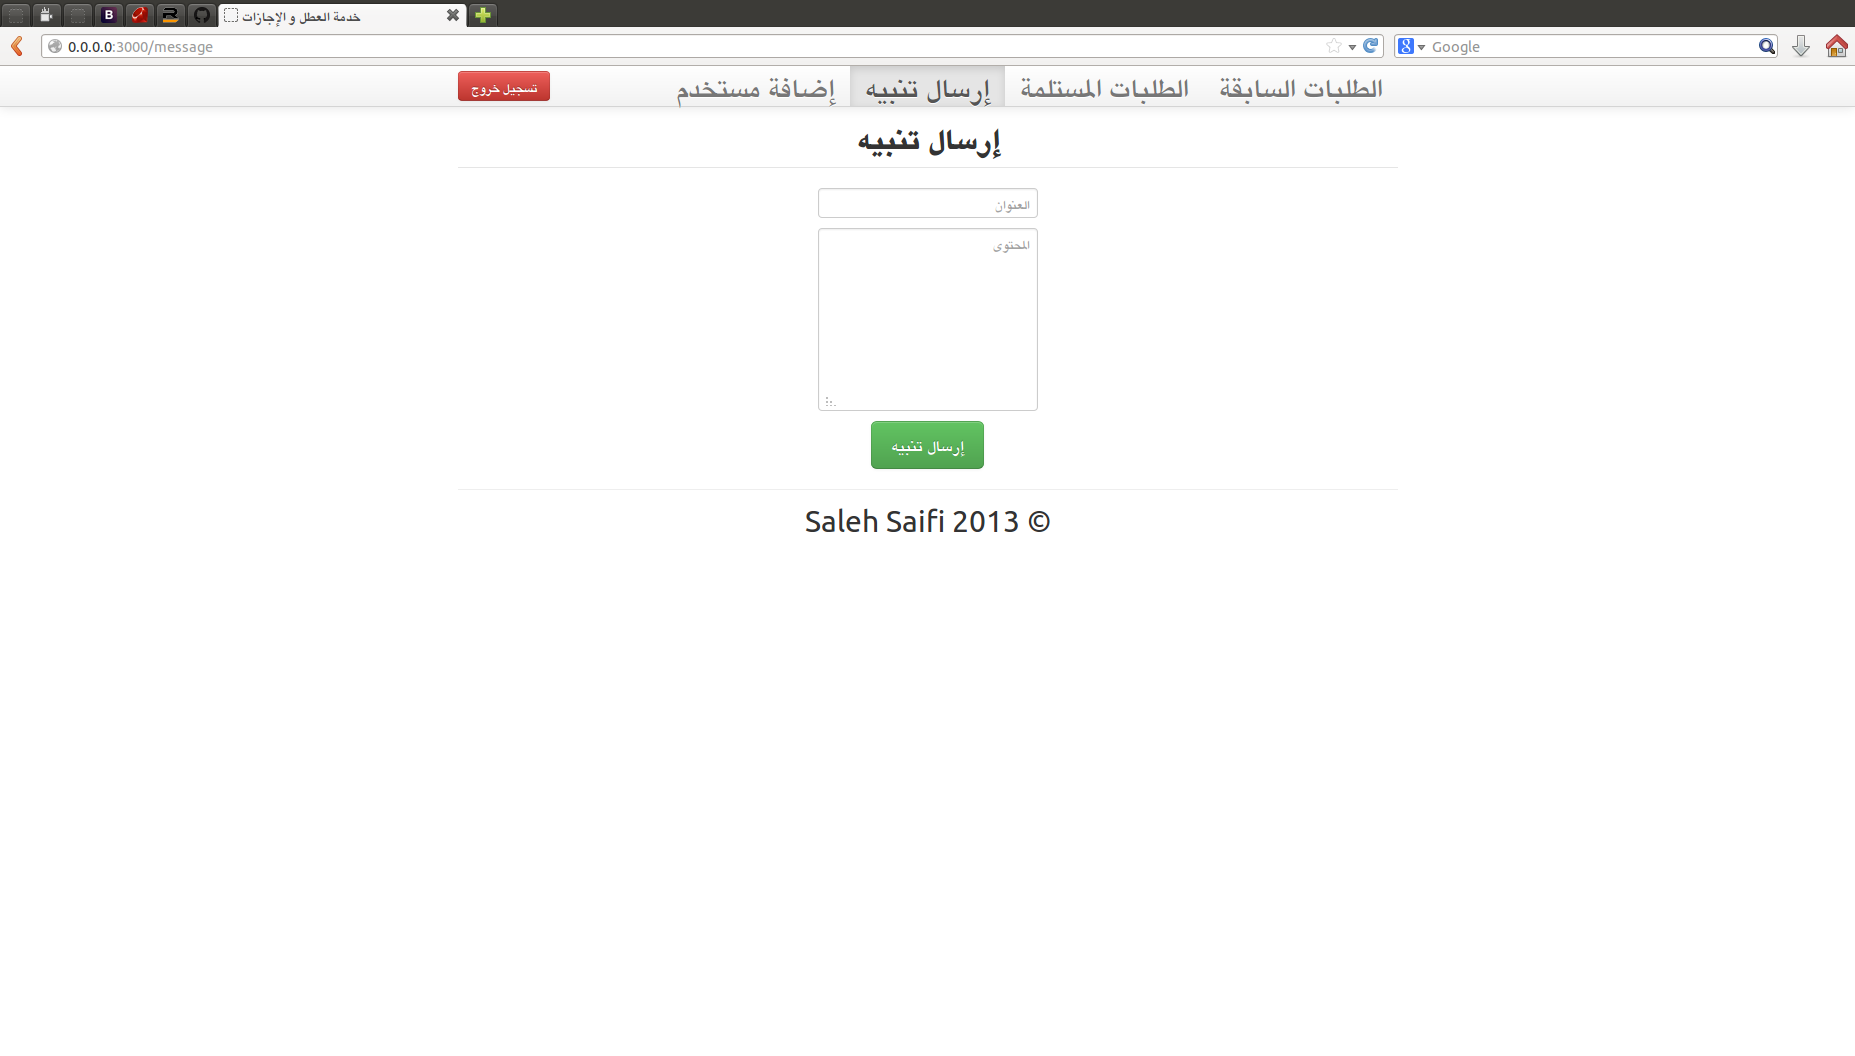 خدمة العطل و الإجازات
0.0.0.0:3000/message
Google
الطلبات السابقة
الطلبات المستلمة
إرسال تنبيه
إضافة مستخدم
تسجيل خروج
إرسال تنبيه
العنوان
المحتوى
إرسال تنبيه
Saleh Saifi 2013 ©